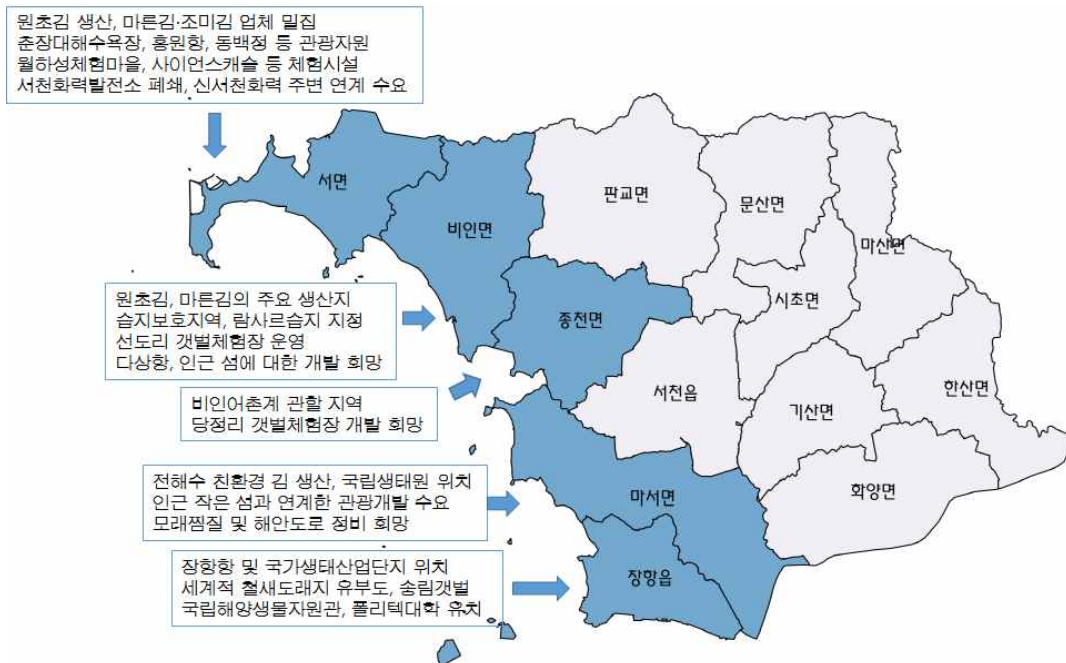 원초김 생산, 마른김·조미김 업체 밀집
춘장대해수욕장, 홍원항, 동백정 등 관광자원
월하성체험마을, 사이언스캐슬 등 체험시설
서천화력발전소 폐쇄, 신서천화력 주변 연계 수요
서면
비인면
판교면
문산면
마산면
시초면
종천면
원초김, 마른김의 주요 생산지
습지보호지역, 람사르습지 지정
선도리 갯벌체험장 운영
다상항, 인근 섬에 대한 개발 희망
서천읍
기산면
한산면
비인어촌계 관할 지역
당정리 갯벌체험장 개발 희망
전해수 친환경 김 생산, 국립생태원 위치
인근 작은 섬과 연계한 관광개발 수요
모래찜질 및 해안도로 정비 희망
마서면
화양면
장항항 및 국가생태산업단지 위치
세계적 철새도래지 유부도, 송림갯벌
국립해양생물자원관, 폴리텍대학 유치
장항읍